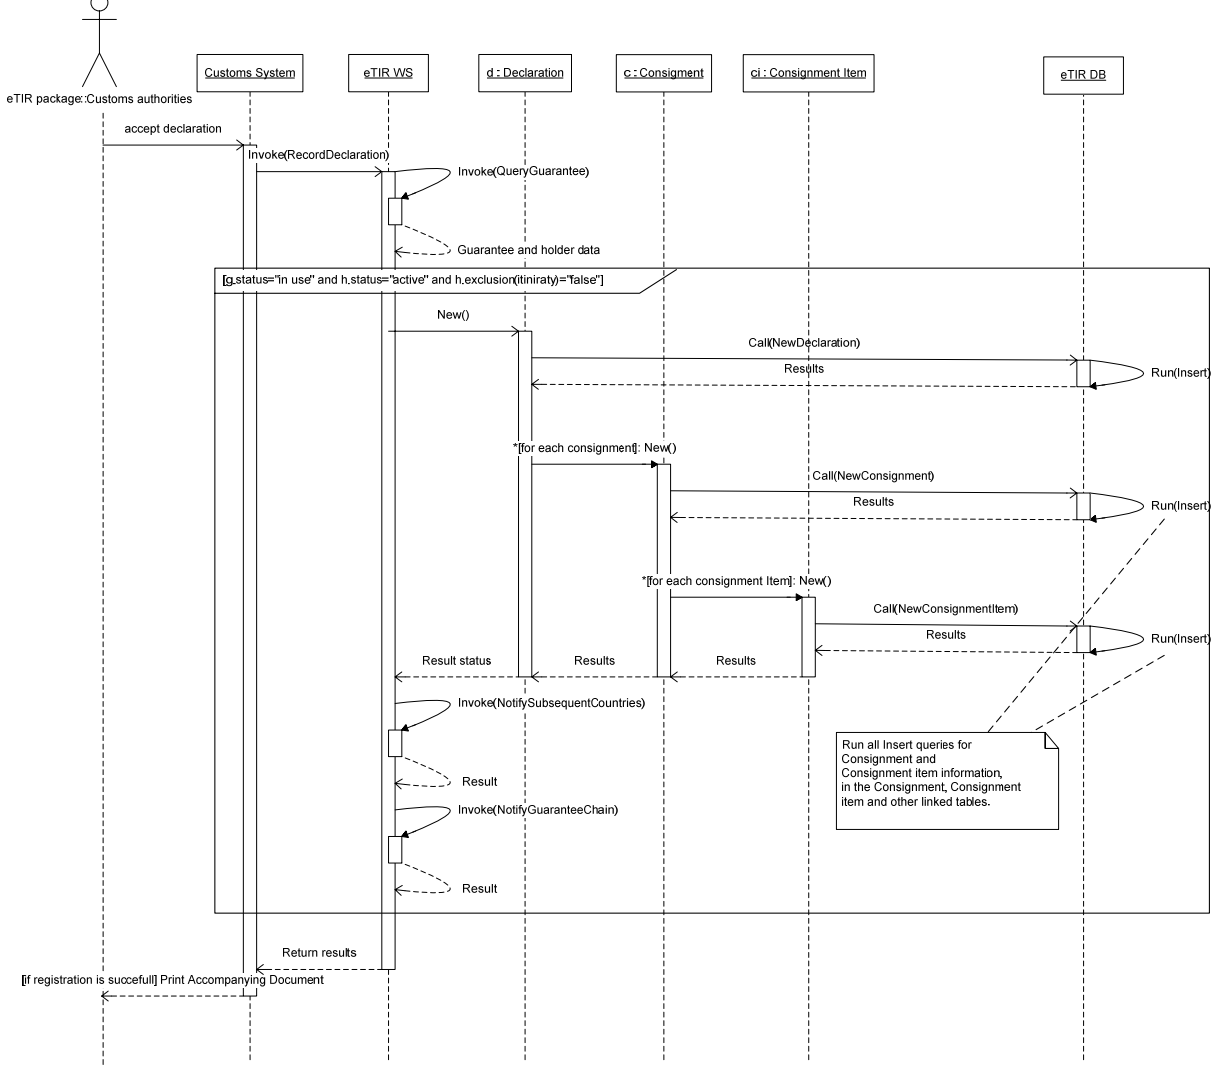 Customs System
eTIR WS
d : Declaration
c : Consigment
ci : Consignment Item
eTIR DB
eTIR package::Customs authorities
accept declaration
Invoke(RecordDeclaration)
Invoke(QueryGuarantee)
Guarantee and holder data
[g.status="in use" and h.status="active" and h.exclusion(itiniraty)="false"]
New()
Call(NewDeclaration)
Results
Run(Insert)
*[for each consignment]: New()
Call(NewConsignment)
Results
Run(Insert)
*[for each consignment Item]: New()
Call(NewConsignmentItem)
Results
Run(Insert)
Result status
Results
Results
Invoke(NotifySubsequentCountries)
Run all Insert queries for
Consignment and
Consignment item information,
in the Consignment, Consignment
item and other linked tables.
Result
Invoke(NotifyGuaranteeChain)
Result
Return results
[if registration is succefull] Print Accompanying Document